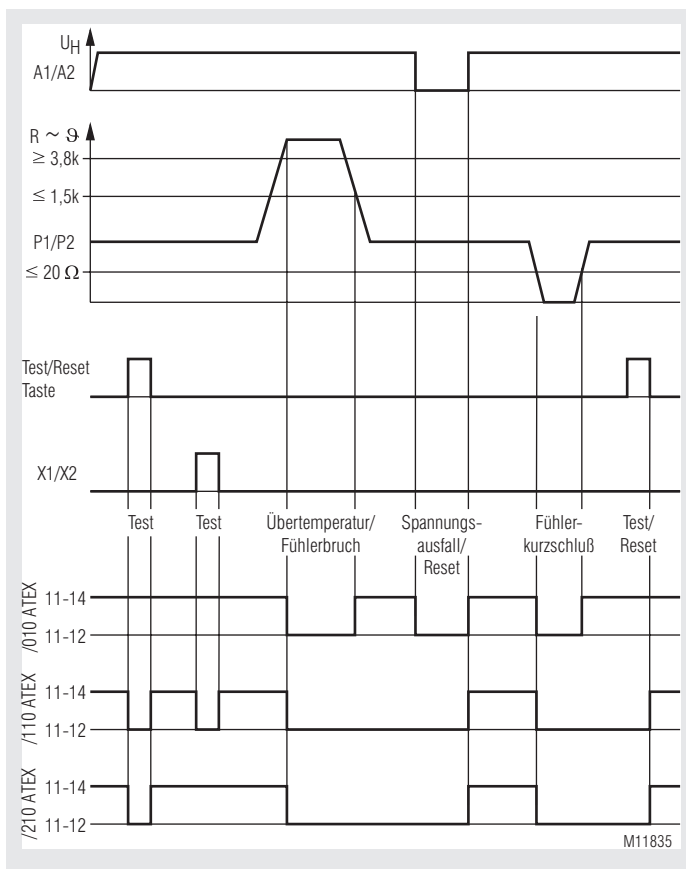 UH
A1/A2
R ~ ϑ
≥ 3,8k
≤ 1,5k
P1/P2
≤ 20 Ω
Test/Reset
Taste
X1/X2
Test
Test
Übertemperatur/
Fühlerbruch
Spannungs-
ausfall/
Reset
Fühler-
kurzschluß
Test/
Reset
/010 ATEX
11-14
11-12
/110 ATEX
11-14
11-12
/210 ATEX
11-14
11-12
M11835